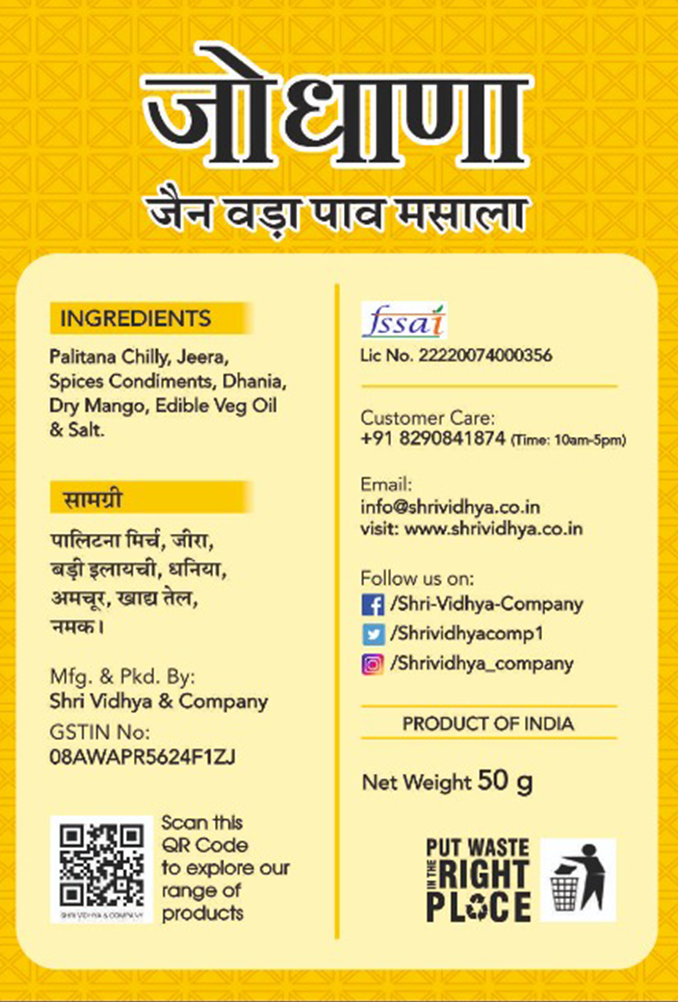 जोधाणा
जैन वड़ा पाव मसाला
INGREDIENTS
Palitana Chilly, Jeera,
Spices Condiments, Dhania,
Dry Mango, Edible Veg Oil
& Salt.
सामग्री
पालिटना मिर्च, जीरा,
बड़ी इलायची, धनिया,
अमचूर, खाद्य तेल,
नमक।
Mfg. & Pkd. By:
Shri Vidhya & Company
GSTIN No:
08AWAPR5624F1ZJ
SHRI VIDHYA & COMPANY
Scan this
QR Code
to explore our
range of
products
fssai
Lic No. 22220074000356
Customer Care:
+91 8290841874 (Time: 10am-5pm)
Email:
info@shrividhya.co.in
visit: www.shrividhya.co.in
Follow us on:
/Shri-Vidhya-Company
/Shrividhyacomp1
/Shrividhya_company
PRODUCT OF INDIA
Net Weight 50 g
PUT WASTE
IN THE RIGHT
PLACE